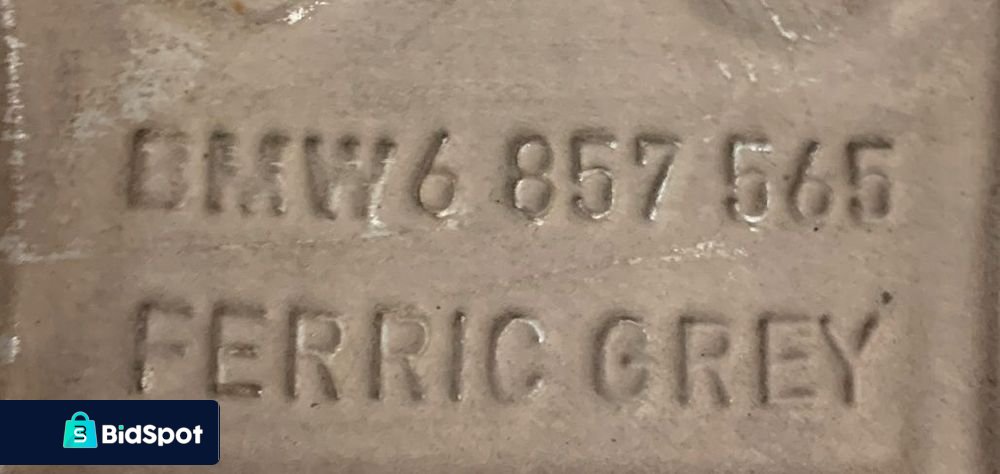 BMW6 857 565
FERRIC GREY
BidSpot